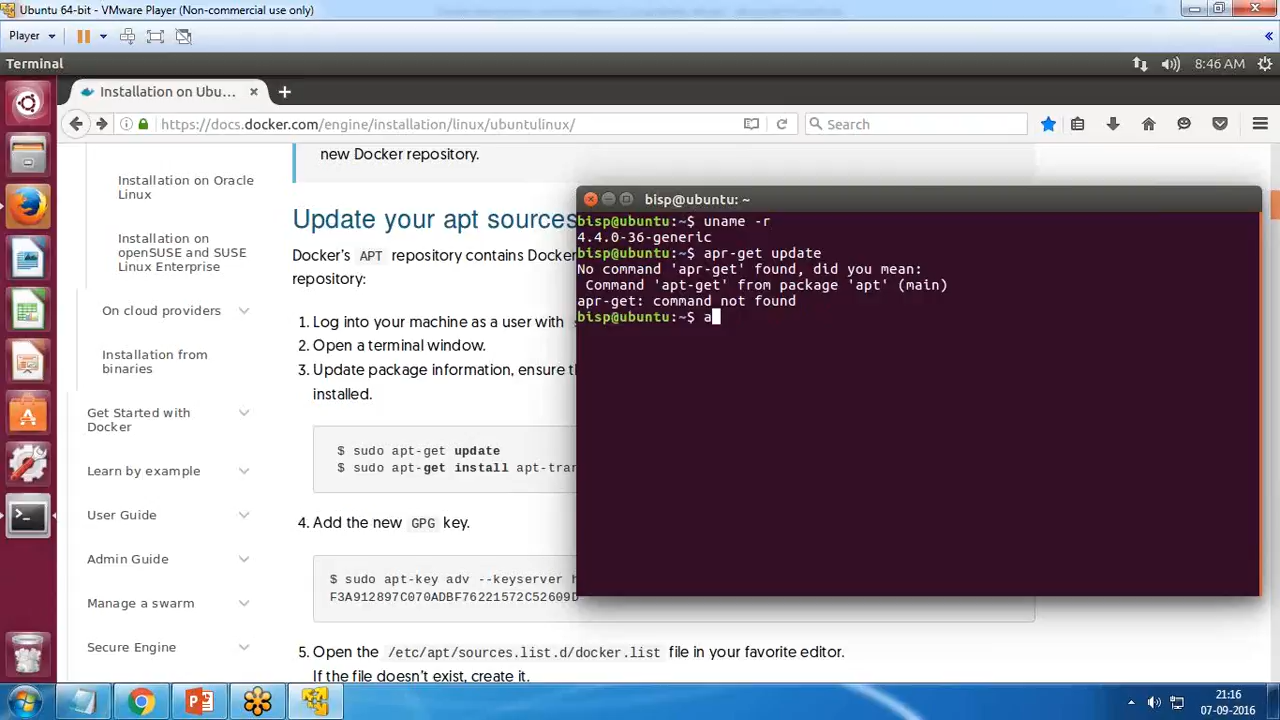 Ubuntu 64-bit - VMware Player (Non-commercial use only)
Player
Terminal
8:46 AM
Installation on Ubu...
https://docs.docker.com/engine/installation/linux/ubuntulinux/
Search
new Docker repository.
Installation on Oracle
Linux
Installation on
openSUSE and SUSE
Linux Enterprise
On cloud providers
Installation from
binaries
Get Started with
Docker
Learn by example
User Guide
Admin Guide
Manage a swarm
Secure Engine
Update your apt sources
Docker's APT repository contains Docker
repository:
1. Log into your machine as a user with
2. Open a terminal window.
3. Update package information, ensure th
installed.
$ sudo apt-get update
$ sudo apt-get install apt-tran
4. Add the new GPG key.
$ sudo apt-key adv --keyserver h
F3A912897C070ADBF76221572C52609D
5. Open the /etc/apt/sources.list.d/docker.list file in your favorite editor.
If the file doesn't exist, create it.
bisp@ubuntu: ~
bisp@ubuntu:~$ uname -r
4.4.0-36-generic
bisp@ubuntu:~$ apr-get update
No command 'apr-get' found, did you mean:
Command 'apt-get' from package 'apt' (main)
apr-get: command not found
bisp@ubuntu:~$ a
21:16
07-09-2016